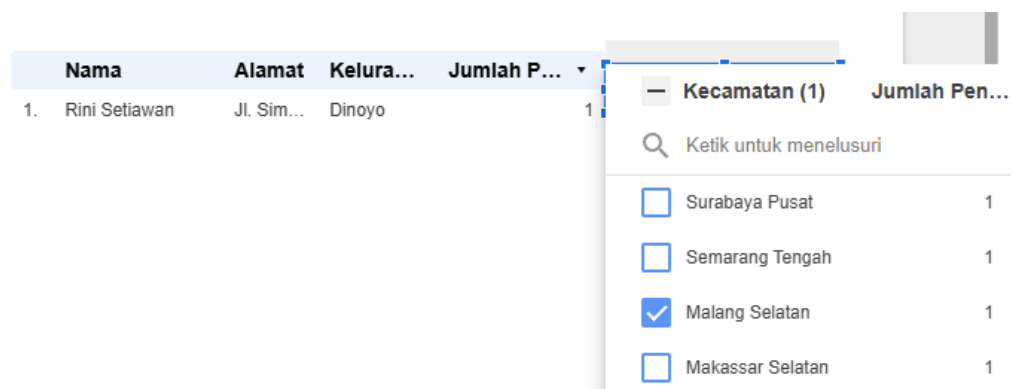 Nama Alamat Kelura... Jumlah P...
1. Rini Setiawan Jl. Sim... Dinoyo 1
Kecamatan (1) Jumlah Pen...
Ketik untuk menelusuri
Surabaya Pusat 1
Semarang Tengah 1
Malang Selatan 1
Makassar Selatan 1